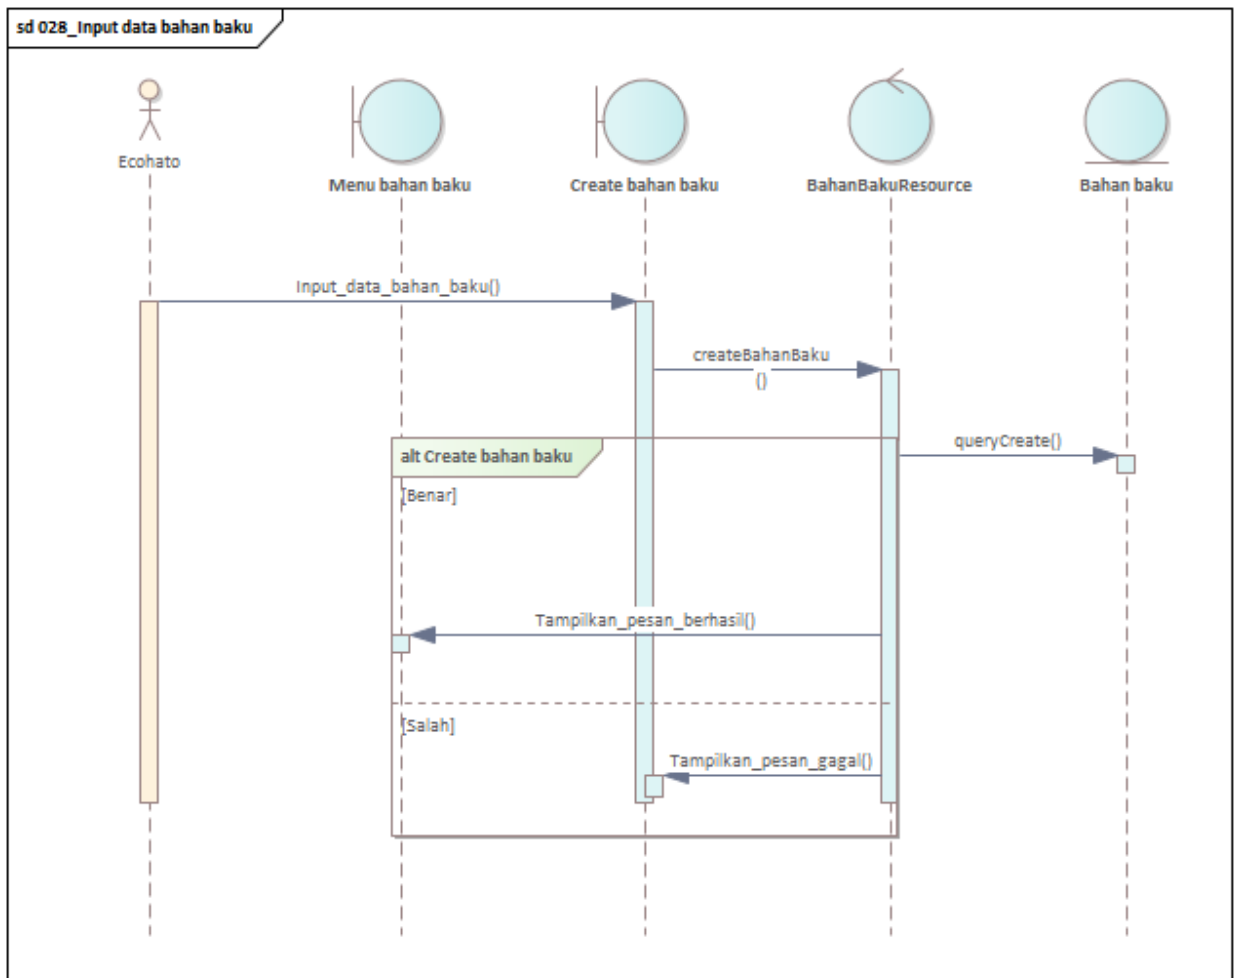 sd 028_Input data bahan baku
Ecohato
Menu bahan baku
Create bahan baku
BahanBakuResource
Bahan baku
Input_data_bahan_baku()
createBahanBaku
()
queryCreate()
alt Create bahan baku
[Benar]
Tampilkan_pesan_berhasil()
[Salah]
Tampilkan_pesan_gagal()